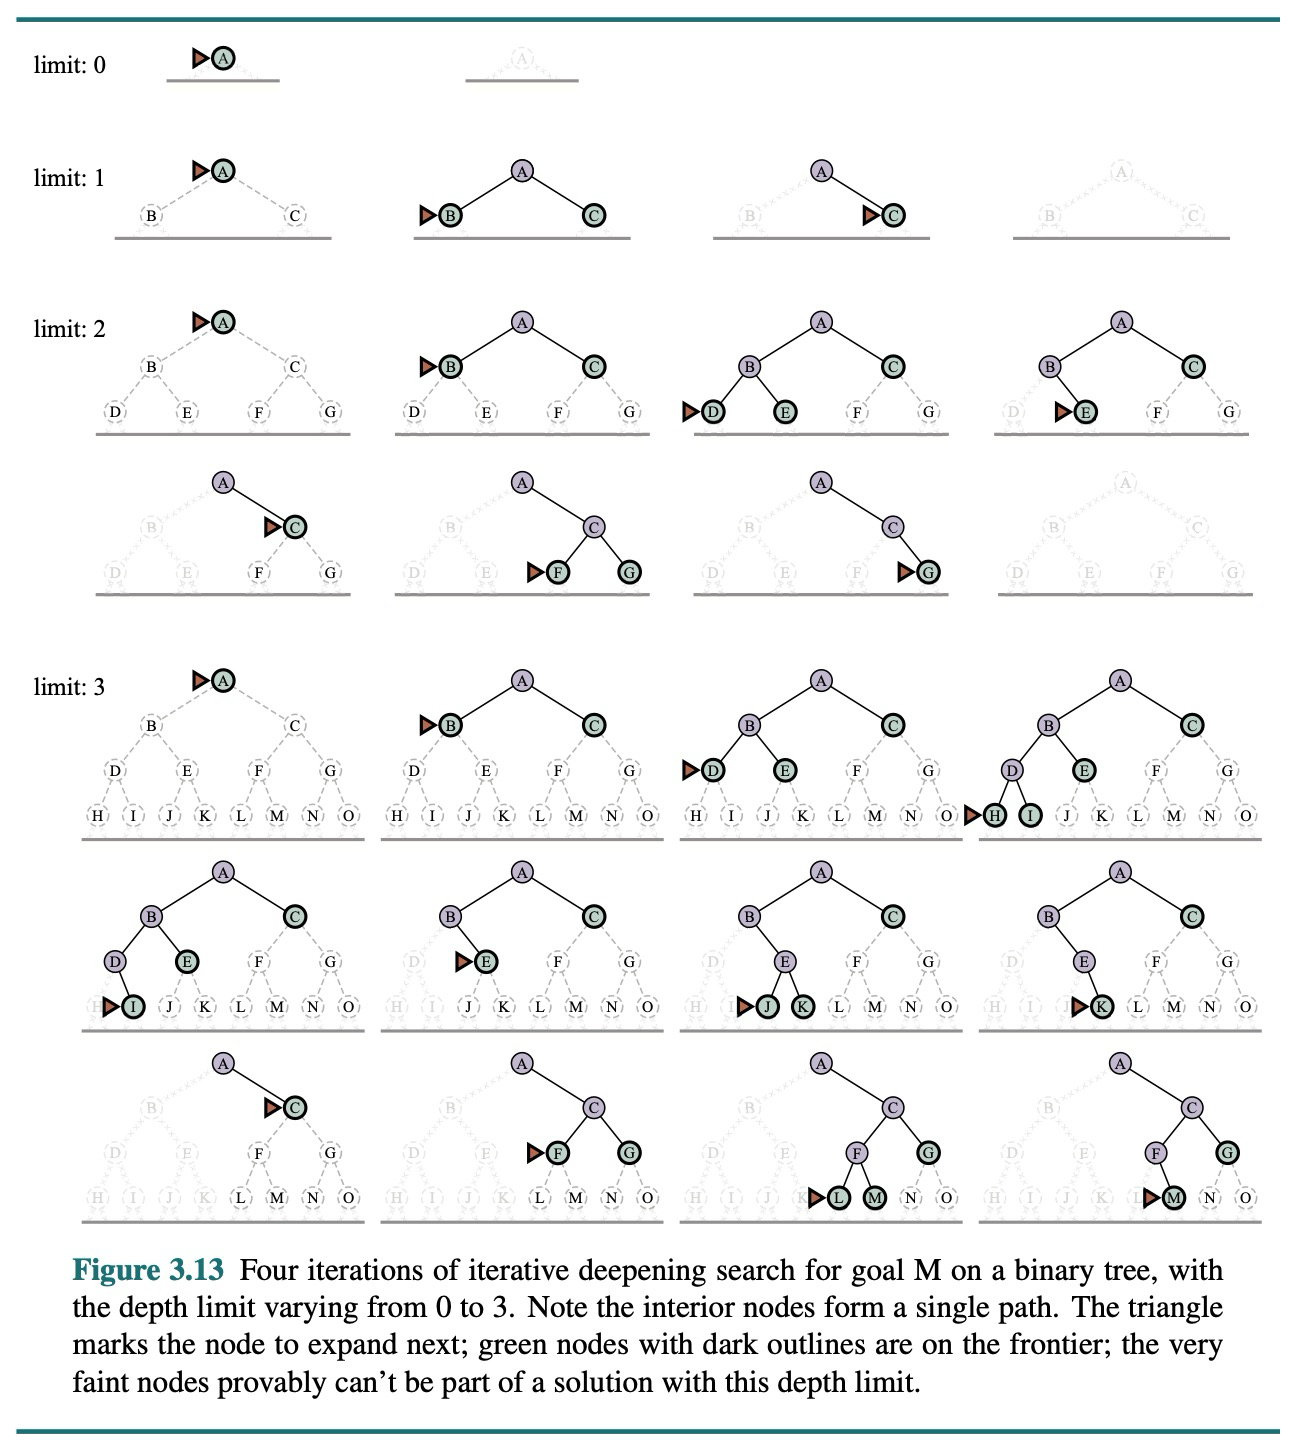 limit: 0 A A
limit: 1 A A A A
B C B C B C B C
limit: 2 A A A A
B C B C B C B C
D E F G D E F G D E F G D E F G
A A A A
B C B C B C B C
D E F G D E F G D E F G D E F G
limit: 3 A A A A
B C B C B C B C
D E F G D E F G D E F G D E F G
H I J K L M N O H I J K L M N O H I J K L M N O H I J K L M N O
A A A A
B C B C B C B C
D E F G D E F G D E F G D E F G
H I J K L M N O H I J K L M N O H I J K L M N O H I J K L M N O
A A A A
B C B C B C B C
D E F G D E F G D E F G D E F G
H I J K L M N O H I J K L M N O H I J K L M N O H I J K L M N O
Figure 3.13 Four iterations of iterative deepening search for goal M on a binary tree, with
the depth limit varying from 0 to 3. Note the interior nodes form a single path. The triangle
marks the node to expand next; green nodes with dark outlines are on the frontier; the very
faint nodes provably can’t be part of a solution with this depth limit.